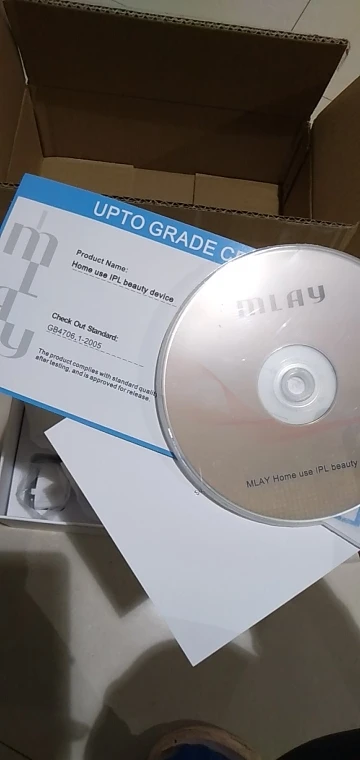 mlay
UPTO GRADE
Product Name:
Home use IPL beauty device
Check Out Standard:
GB4706.1-2005
The product complies with standard quality
after testing, and is approved for release.
MLAY
MLAY Home use IPL beauty